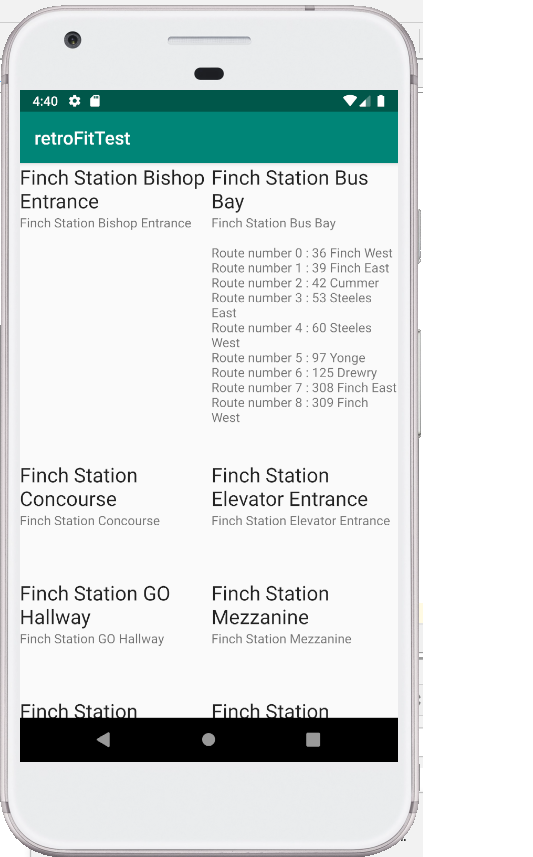 4:40
retroFitTest
Finch Station Bishop
Entrance
Finch Station Bishop Entrance
Finch Station Bus
Bay
Finch Station Bus Bay
Route number 0 : 36 Finch West
Route number 1 : 39 Finch East
Route number 2 : 42 Cummer
Route number 3 : 53 Steeles
East
Route number 4 : 60 Steeles
West
Route number 5 : 97 Yonge
Route number 6 : 125 Drewry
Route number 7 : 308 Finch East
Route number 8 : 309 Finch
West
Finch Station
Concourse
Finch Station Concourse
Finch Station
Elevator Entrance
Finch Station Elevator Entrance
Finch Station GO
Hallway
Finch Station GO Hallway
Finch Station
Mezzanine
Finch Station Mezzanine
Finch Station
Finch Station